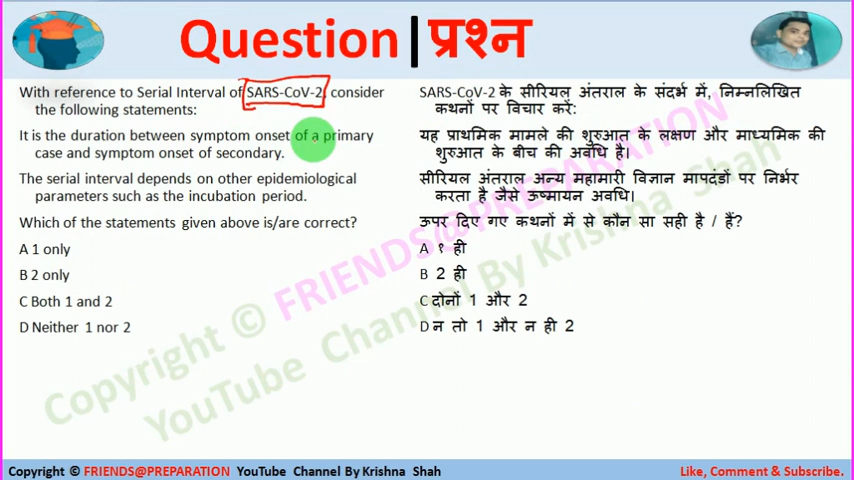 Question|प्रश्न
With reference to Serial Interval of SARS-CoV-2, consider
the following statements:
It is the duration between symptom onset of a primary
case and symptom onset of secondary.
The serial interval depends on other epidemiological
parameters such as the incubation period.
Which of the statements given above is/are correct?
A 1 only
B 2 only
C Both 1 and 2
D Neither 1 nor 2
SARS-CoV-2 के सीरियल अंतराल के संदर्भ में, निम्नलिखित
कथनों पर विचार करें:
यह प्राथमिक मामले की शुरुआत के लक्षण और माध्यमिक की
शुरुआत के बीच की अवधि है।
सीरियल अंतराल अन्य महामारी विज्ञान मापदंडों पर निर्भर
करता है जैसे ऊष्मायन अवधि।
ऊपर दिए गए कथनों में से कौन सा सही है / हैं?
A १ ही
B 2 ही
C दोनों 1 और 2
D न तो 1 और न ही 2
Copyright © FRIENDS@PREPARATION
YouTube Channel By Krishna Shah
Copyright © FRIENDS@PREPARATION YouTube Channel By Krishna Shah
Like, Comment & Subscribe.